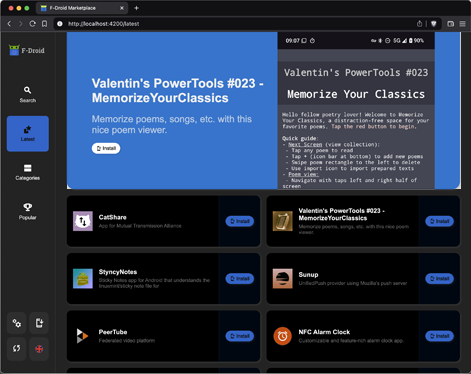 F-Droid Marketplace
http://localhost:4200/latest
F-Droid
Search
Latest
Categories
Popular
Valentin's PowerTools #023 -
MemorizeYourClassics
Memorize poems, songs, etc. with this
nice poem viewer.
Install
09:07
5G
90%
Valentin's PowerTools #023
Memorize Your Classics
Hello fellow poetry lover! Welcome to Memorize
Your Classics, a distraction-free space for your
favorite poems. Tap the red button to begin.
Quick guide:
- Next Screen (view collection):
- Tap any poem to read
- Tap + (icon bar at bottom) to add new poems
- Swipe poem rectangle to the left to delete
- Use import icon to import prepared texts
- Poem view:
- Navigate with taps left and right half of
screen
CatShare
App for Mutual Transmission Alliance
Install
Valentin's PowerTools #023 -
MemorizeYourClassics
Memorize poems, songs, etc. with this nice poem
viewer.
Install
StyncyNotes
Sticky Notes app for Android that understands the
linuxmint/sticky note file for
Install
Sunup
UnifiedPush provider using Mozilla's push server
Install
PeerTube
Federated video platform
Install
NFC
NFC Alarm Clock
Customizable and feature-rich alarm clock app.
Install